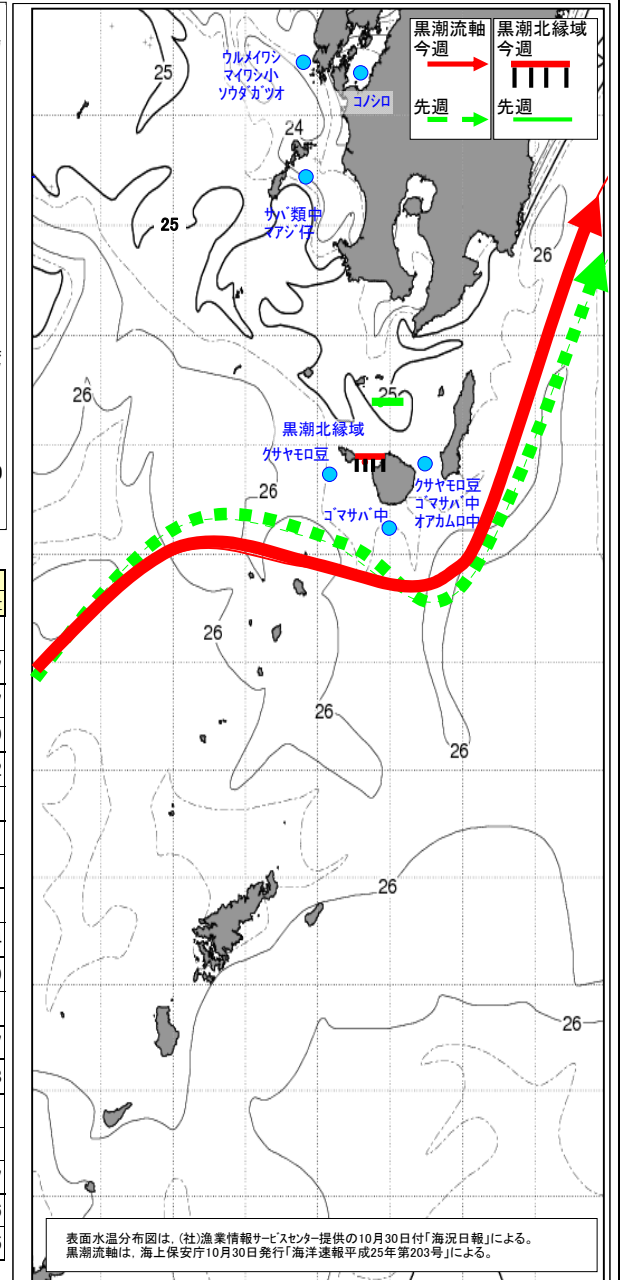 黒潮流軸
今週
先週
黒潮北縁域
今週
先週
ウルメイワシ
マイワシ小
ソウダガツオ
コノシロ
25
24
サバ類中
マアジ仔
25
26
26
25
黒潮北縁域
クサヤモロ豆
クサヤモロ豆
ゴマサバ中
オアカムロ中
26
ゴマサバ中
26
26
26
26
26
表面水温分布図は,（社）漁業情報サービスセンター提供の10月30日付「海況日報」による。
黒潮流軸は,海上保安庁10月30日発行「海洋速報平成25年第203号」による。